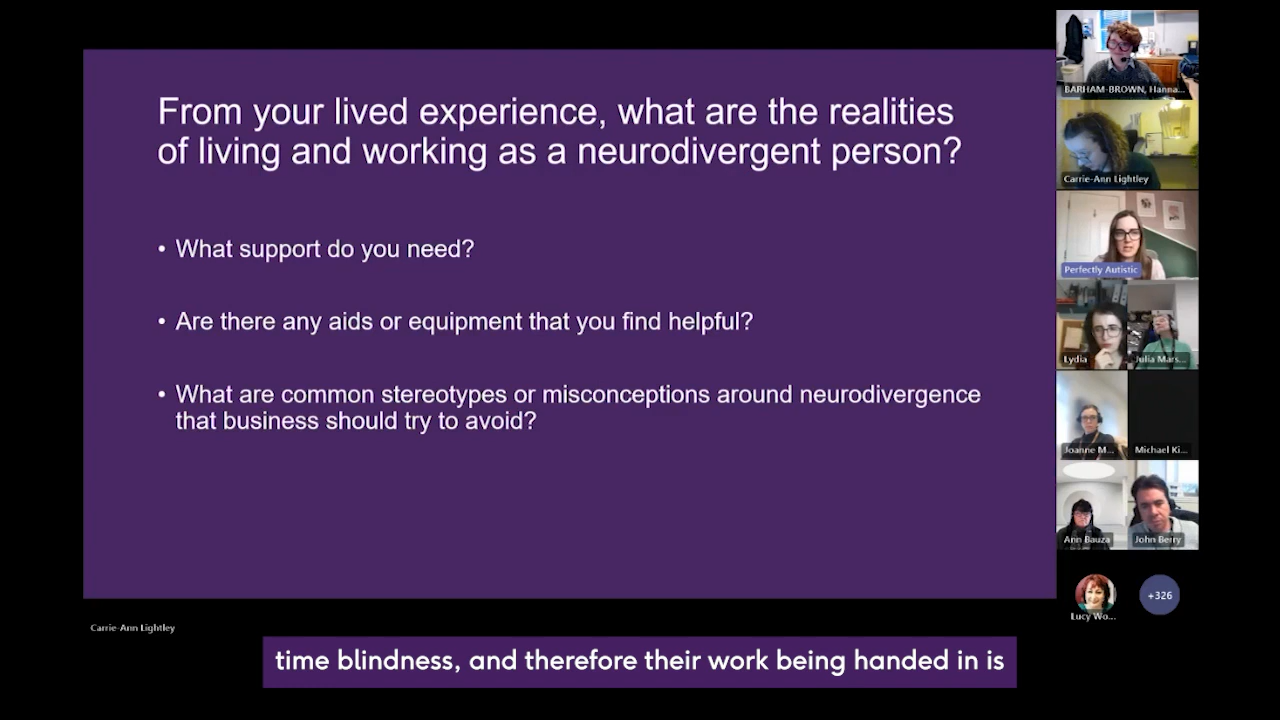 From your lived experience, what are the realities
of living and working as a neurodivergent person?
• What support do you need?
• Are there any aids or equipment that you find helpful?
• What are common stereotypes or misconceptions around neurodivergence
that business should try to avoid?
BARHAM-BROWN, Hanna...
Carrie-Ann Lightley
Perfectly Autistic
Lydia
Julia Mars...
Joanne M...
Michael Ki...
Ann Bauza
John Berry
Lucy Wo...
+326
Carrie-Ann Lightley
time blindness, and therefore their work being handed in is